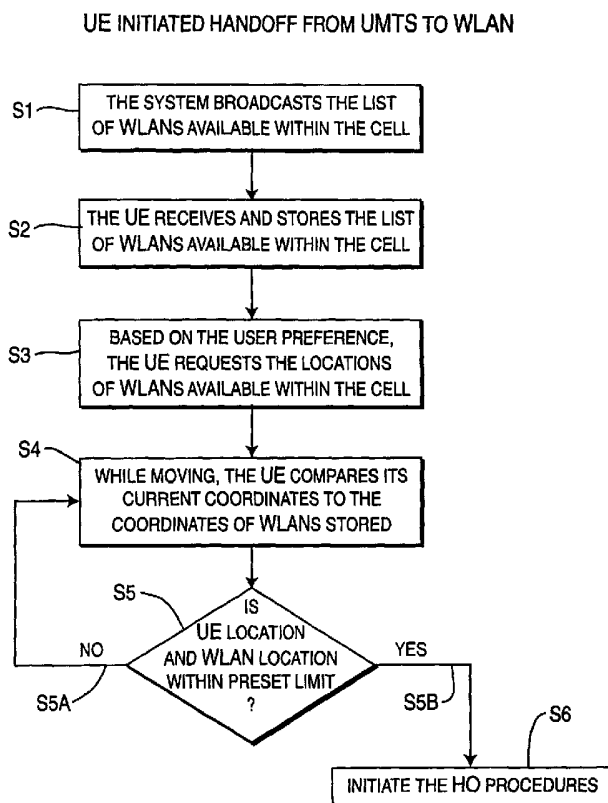 UE INITIATED HANDOFF FROM UMTS TO WLAN
S1
THE SYSTEM BROADCASTS THE LIST
OF WLANS AVAILABLE WITHIN THE CELL
S2
THE UE RECEIVES AND STORES THE LIST
OF WLANS AVAILABLE WITHIN THE CELL
S3
BASED ON THE USER PREFERENCE,
THE UE REQUESTS THE LOCATIONS
OF WLANS AVAILABLE WITHIN THE CELL
S4
WHILE MOVING, THE UE COMPARES ITS
CURRENT COORDINATES TO THE
COORDINATES OF WLANS STORED
S5
IS
UE LOCATION
AND WLAN LOCATION
WITHIN PRESET LIMIT
?
NO
S5A
YES
S5B
S6
INITIATE THE HO PROCEDURES